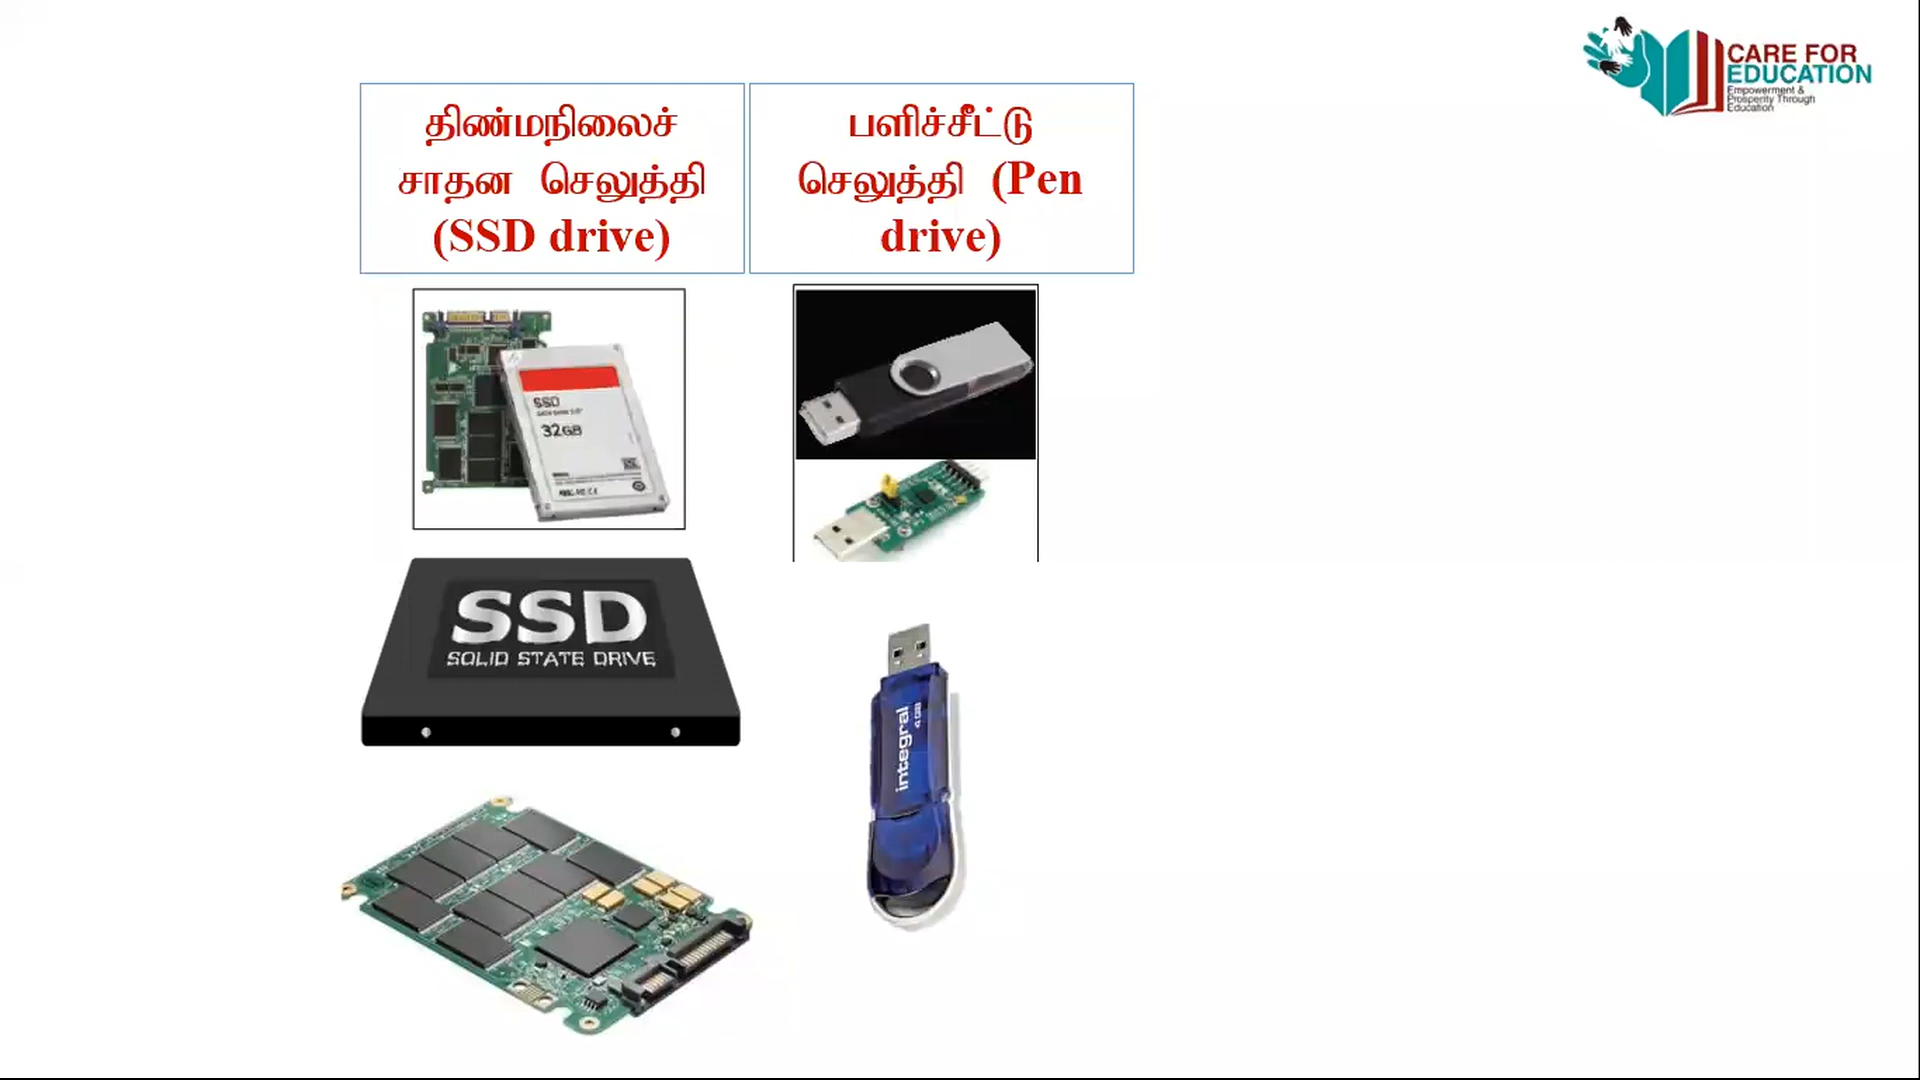 திண்மநிலைச்
சாதன செலுத்தி
(SSD drive)
பளிச்சீட்டு
செலுத்தி (Pen
drive)
CARE FOR
EDUCATION
Empowerment &
Prosperity Through
Education
SSD
32GB
SSD
SOLID STATE DRIVE
integral
4GB